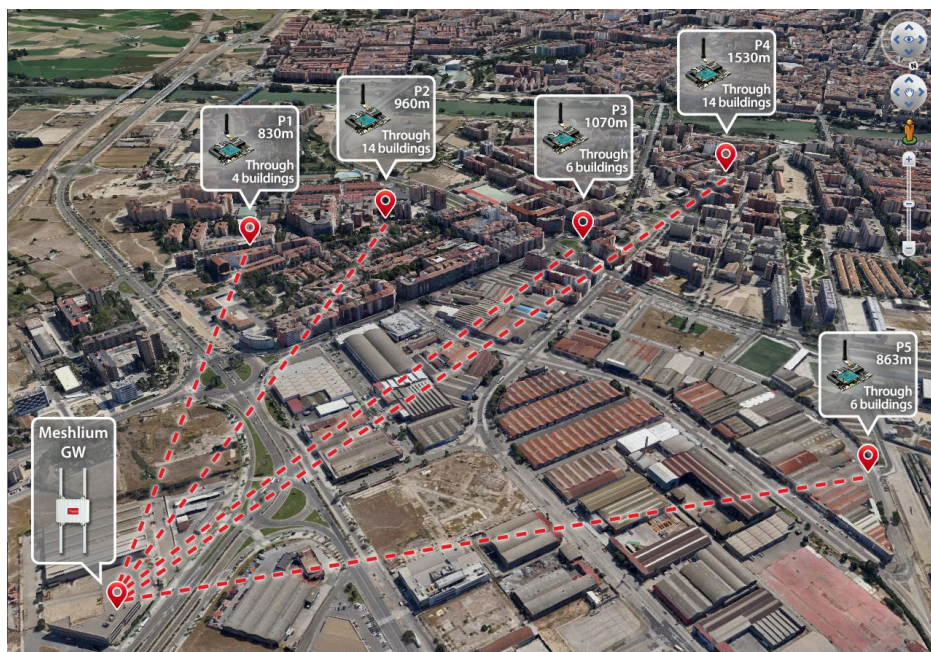 P1
830m
Through
4 buildings
P2
960m
Through
14 buildings
P3
1070m
Through
6 buildings
P4
1530m
Through
14 buildings
P5
863m
Through
6 buildings
Meshlium
GW